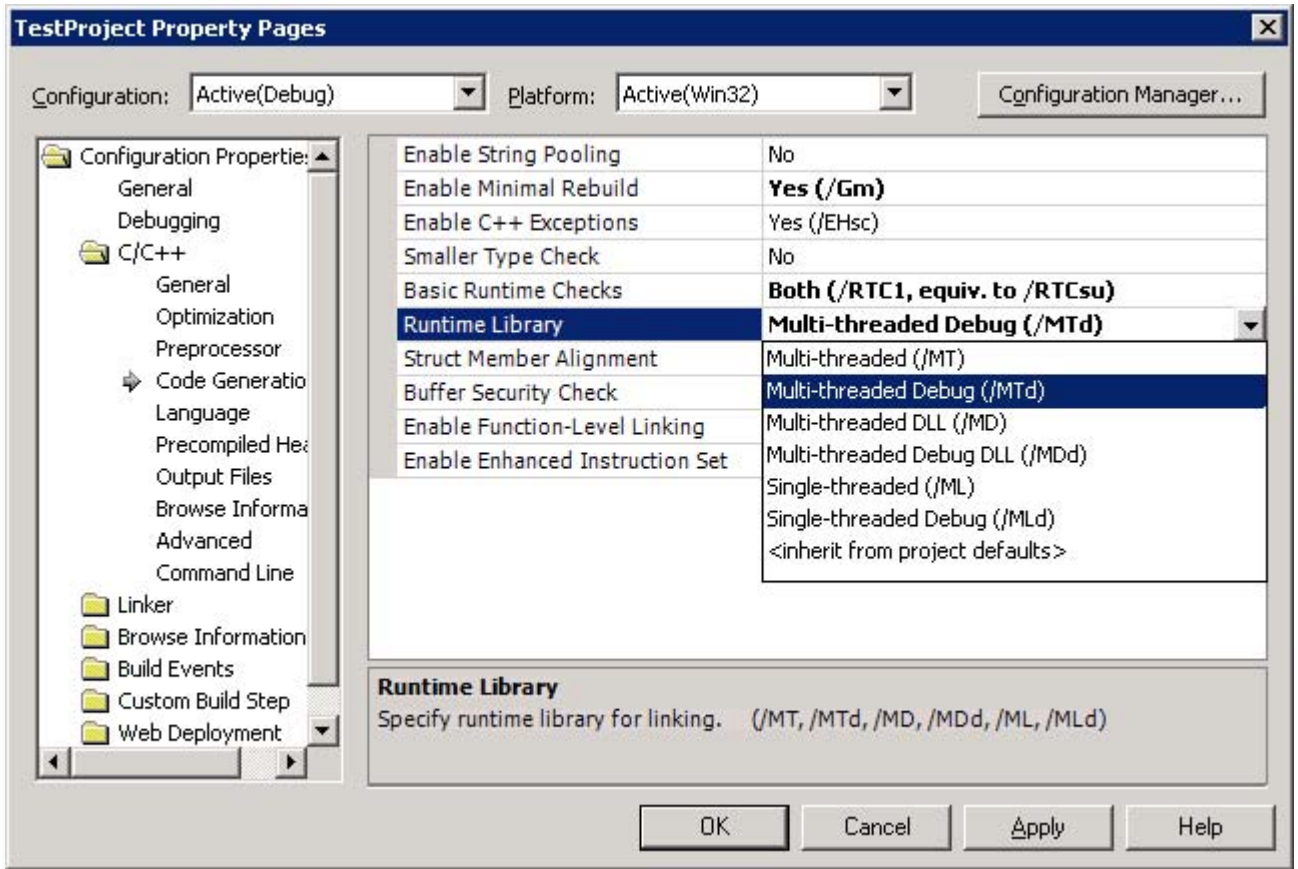 TestProject Property Pages
Configuration: Active(Debug) Platform: Active(Win32) Configuration Manager...
Configuration Properties
General
Debugging
C/C++
General
Optimization
Preprocessor
Code Generatio
Language
Precompiled Hea
Output Files
Browse Informa
Advanced
Command Line
Linker
Browse Information
Build Events
Custom Build Step
Web Deployment
Enable String Pooling No
Enable Minimal Rebuild Yes (/Gm)
Enable C++ Exceptions Yes (/EHsc)
Smaller Type Check No
Basic Runtime Checks Both (/RTC1, equiv. to /RTCsu)
Runtime Library Multi-threaded Debug (/MTd)
Struct Member Alignment
Buffer Security Check
Enable Function-Level Linking
Enable Enhanced Instruction Set
Multi-threaded (/MT)
Multi-threaded Debug (/MTd)
Multi-threaded DLL (/MD)
Multi-threaded Debug DLL (/MDd)
Single-threaded (/ML)
Single-threaded Debug (/MLd)
<inherit from project defaults>
Runtime Library
Specify runtime library for linking. (/MT, /MTd, /MD, /MDd, /ML, /MLd)
OK Cancel Apply Help